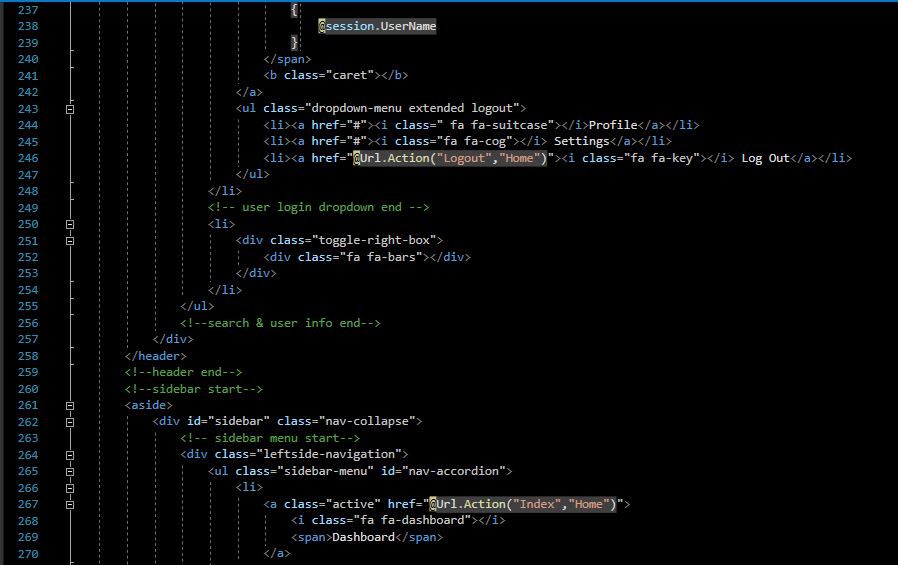 237 {
238 @session.UserName
239 }
240 </span>
241 <b class="caret"></b>
242 </a>
243 <ul class="dropdown-menu extended logout">
244 <li><a href="#"><i class=" fa fa-suitcase"></i>Profile</a></li>
245 <li><a href="#"><i class="fa fa-cog"></i> Settings</a></li>
246 <li><a href="@Url.Action("Logout","Home")"><i class="fa fa-key"></i> Log Out</a></li>
247 </ul>
248 </li>
249 <!-- user login dropdown end -->
250 <li>
251 <div class="toggle-right-box">
252 <div class="fa fa-bars"></div>
253 </div>
254 </li>
255 </ul>
256 <!--search & user info end-->
257 </div>
258 </header>
259 <!--header end-->
260 <!--sidebar start-->
261 <aside>
262 <div id="sidebar" class="nav-collapse">
263 <!-- sidebar menu start-->
264 <div class="leftside-navigation">
265 <ul class="sidebar-menu" id="nav-accordion">
266 <li>
267 <a class="active" href="@Url.Action("Index","Home")">
268 <i class="fa fa-dashboard"></i>
269 <span>Dashboard</span>
270 </a>